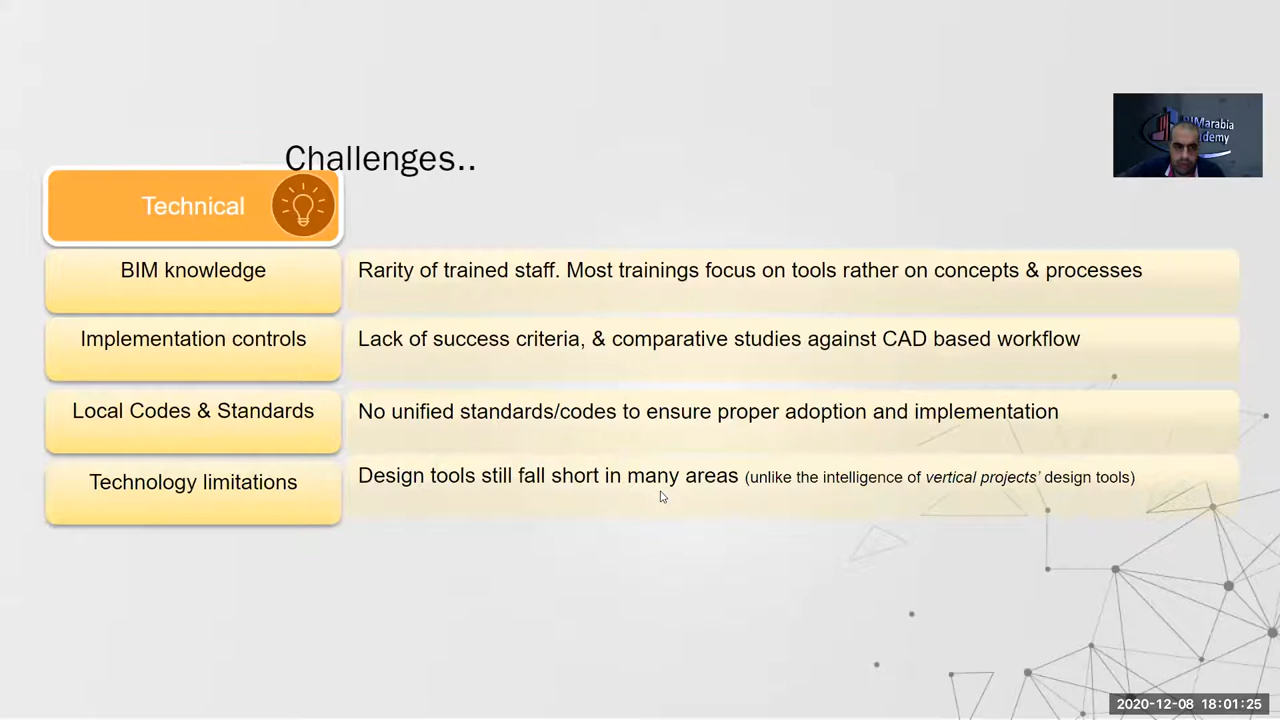 Challenges..
Technical
BIM knowledge
Rarity of trained staff. Most trainings focus on tools rather on concepts & processes
Implementation controls
Lack of success criteria, & comparative studies against CAD based workflow
Local Codes & Standards
No unified standards/codes to ensure proper adoption and implementation
Technology limitations
Design tools still fall short in many areas (unlike the intelligence of vertical projects’ design tools)
2020-12-08 18:01:25